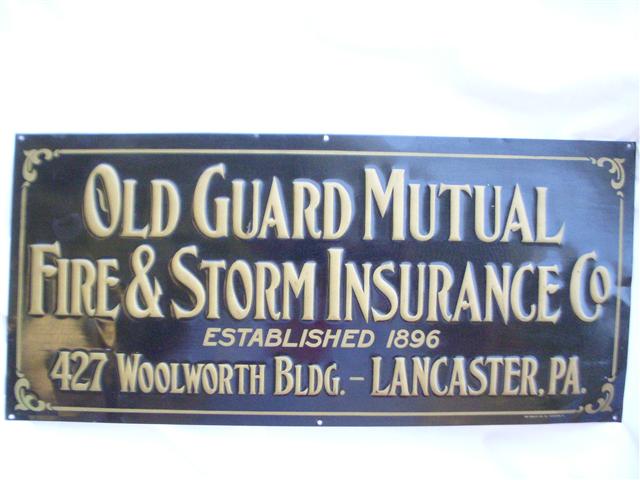 OLD GUARD MUTUAL
FIRE & STORM INSURANCE CO
ESTABLISHED 1896
427 WOOLWORTH BLDG. – LANCASTER, PA.